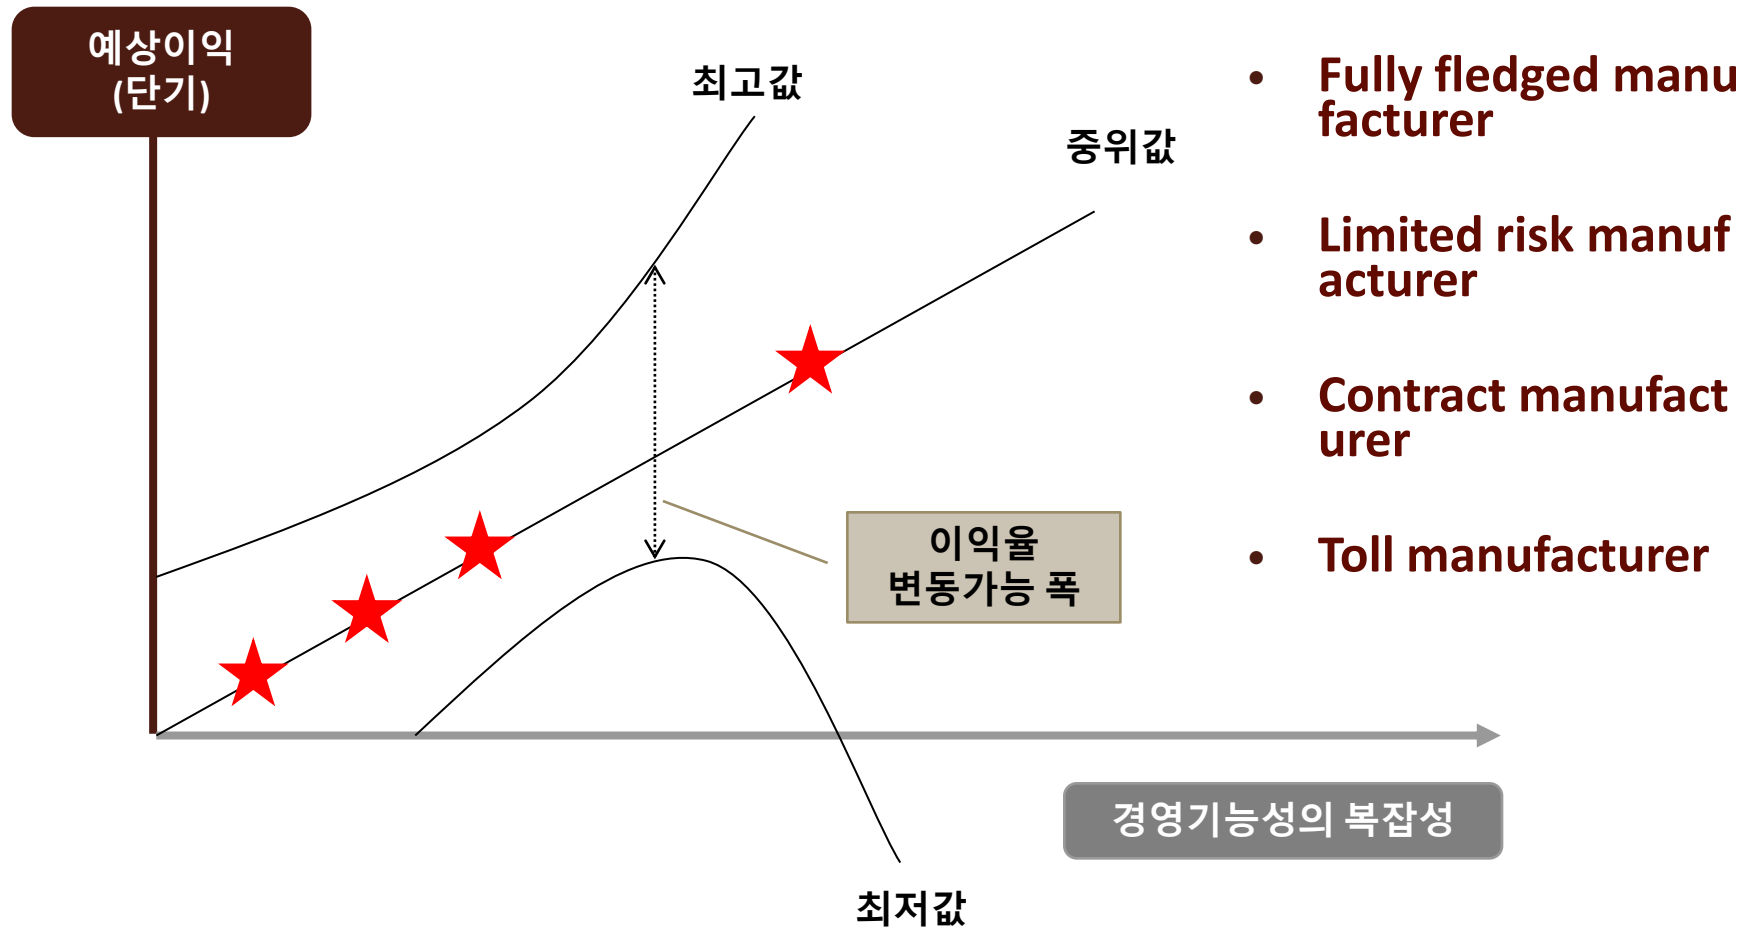 예상이익
(단기)
최고값
중위값
이익율
변동가능 폭
경영기능성의 복잡성
최저값
• Fully fledged manu
facturer
• Limited risk manuf
acturer
• Contract manufact
urer
• Toll manufacturer